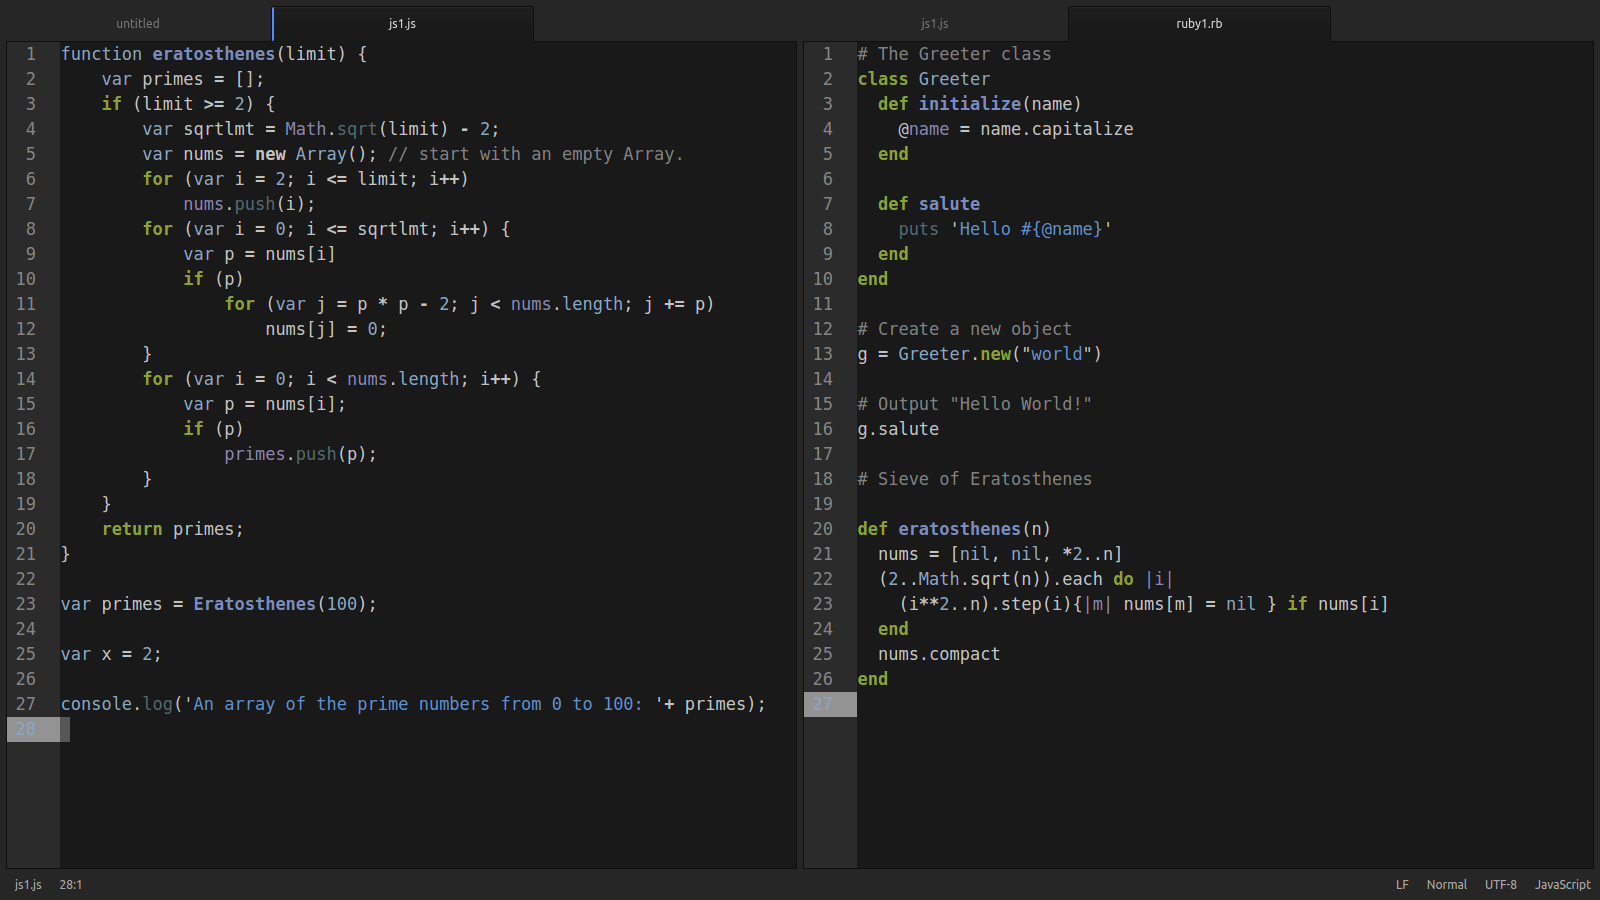 untitled
js1.js
1 function eratosthenes(limit) {
2     var primes = [];
3     if (limit >= 2) {
4         var sqrtlmt = Math.sqrt(limit) - 2;
5         var nums = new Array(); // start with an empty Array.
6         for (var i = 2; i <= limit; i++)
7             nums.push(i);
8         for (var i = 0; i <= sqrtlmt; i++) {
9             var p = nums[i]
10             if (p)
11                 for (var j = p * p - 2; j < nums.length; j += p)
12                     nums[j] = 0;
13         }
14         for (var i = 0; i < nums.length; i++) {
15             var p = nums[i];
16             if (p)
17                 primes.push(p);
18         }
19     }
20     return primes;
21 }
22
23 var primes = Eratosthenes(100);
24
25 var x = 2;
26
27 console.log('An array of the prime numbers from 0 to 100: '+ primes);
28
js1.js
ruby1.rb
1 # The Greeter class
2 class Greeter
3   def initialize(name)
4     @name = name.capitalize
5   end
6
7   def salute
8     puts 'Hello #{@name}'
9   end
10 end
11
12 # Create a new object
13 g = Greeter.new("world")
14
15 # Output "Hello World!"
16 g.salute
17
18 # Sieve of Eratosthenes
19
20 def eratosthenes(n)
21   nums = [nil, nil, *2..n]
22   (2..Math.sqrt(n)).each do |i|
23     (i**2..n).step(i){|m| nums[m] = nil } if nums[i]
24   end
25   nums.compact
26 end
27
js1.js 28:1
LF Normal UTF-8 JavaScript